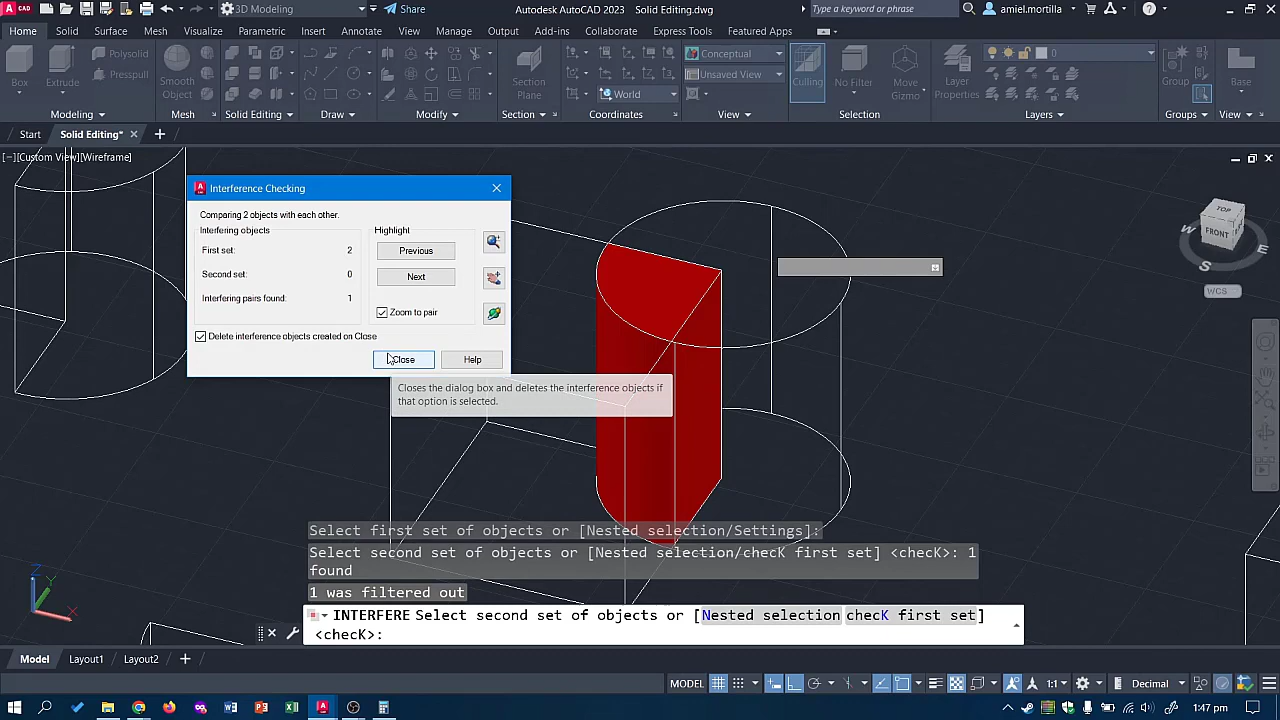 CAD
3D Modeling
Share
Autodesk AutoCAD 2023
Solid Editing.dwg
Type a keyword or phrase
amiel.mortilla
Home
Solid
Surface
Mesh
Visualize
Parametric
Insert
Annotate
View
Manage
Output
Add-ins
Collaborate
Express Tools
Featured Apps
Polysolid
Presspull
Box
Extrude
Smooth
Object
Section
Plane
Conceptual
Unsaved View
World
Culling
No Filter
Move
Gizmo
Layer
Properties
0
Group
Base
Modeling
Mesh
Solid Editing
Draw
Modify
Section
Coordinates
View
Selection
Layers
Groups
View
Start
Solid Editing*
[−][Custom View][Wireframe]
Interference Checking
Comparing 2 objects with each other.
Interfering objects
First set: 2
Second set: 0
Interfering pairs found: 1
Highlight
Previous
Next
Zoom to pair
Delete interference objects created on Close
Close
Help
Closes the dialog box and deletes the interference objects if
that option is selected.
TOP
FRONT
W
S
E
WCS
Select first set of objects or [Nested selection/Settings]:
Select second set of objects or [Nested selection/checK first set] <checK>: 1
found
1 was filtered out
INTERFERE Select second set of objects or [Nested selection checK first set]
<checK>:
Z
Y
X
Model
Layout1
Layout2
MODEL
1:1
Decimal
1:47 pm